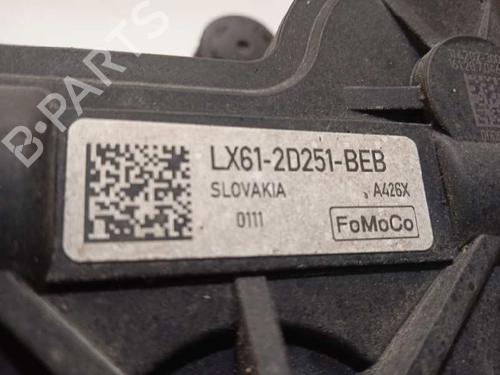 LX61-2D251-BEB
SLOVAKIA A426X
0111 FoMoCo
B-PARTS